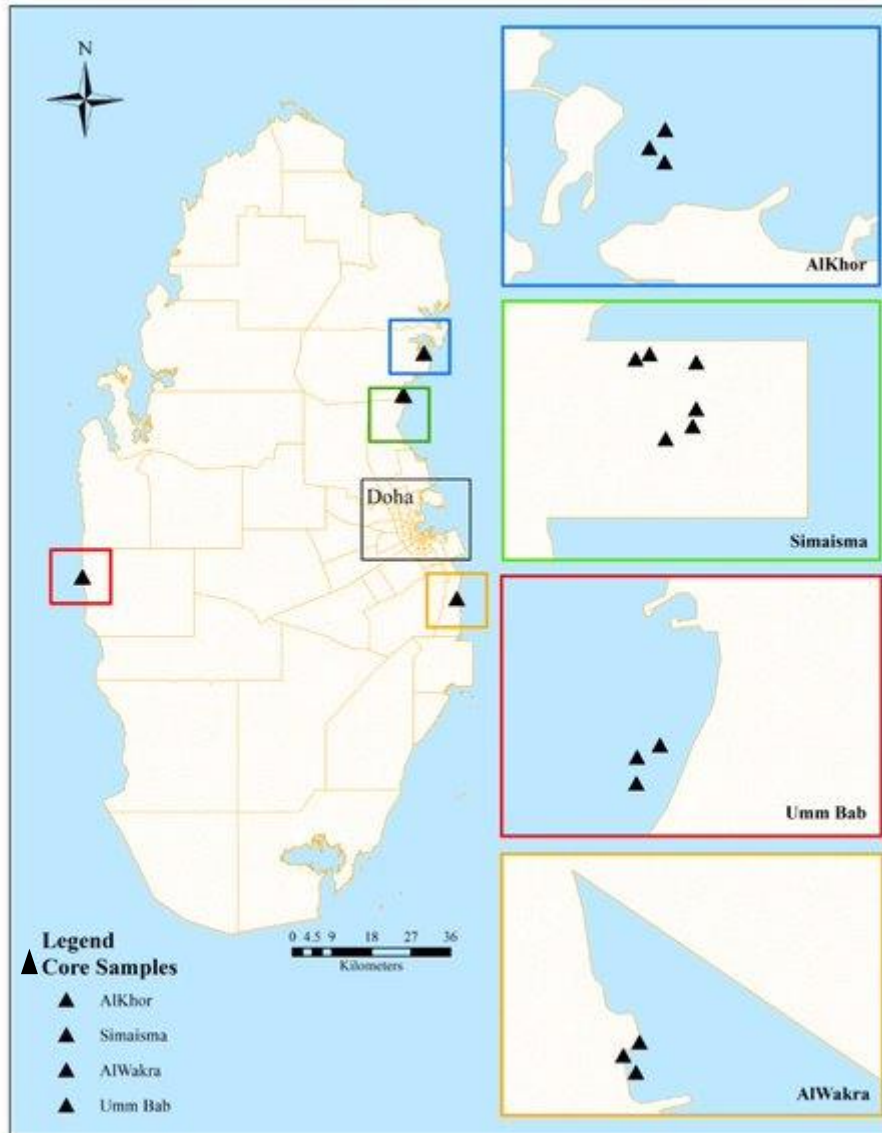 N
AlKhor
Simaisma
Doha
Umm Bab
AlWakra
Legend
Core Samples
AlKhor
Simaisma
AlWakra
Umm Bab
0 4.5 9 18 27 36
Kilometers